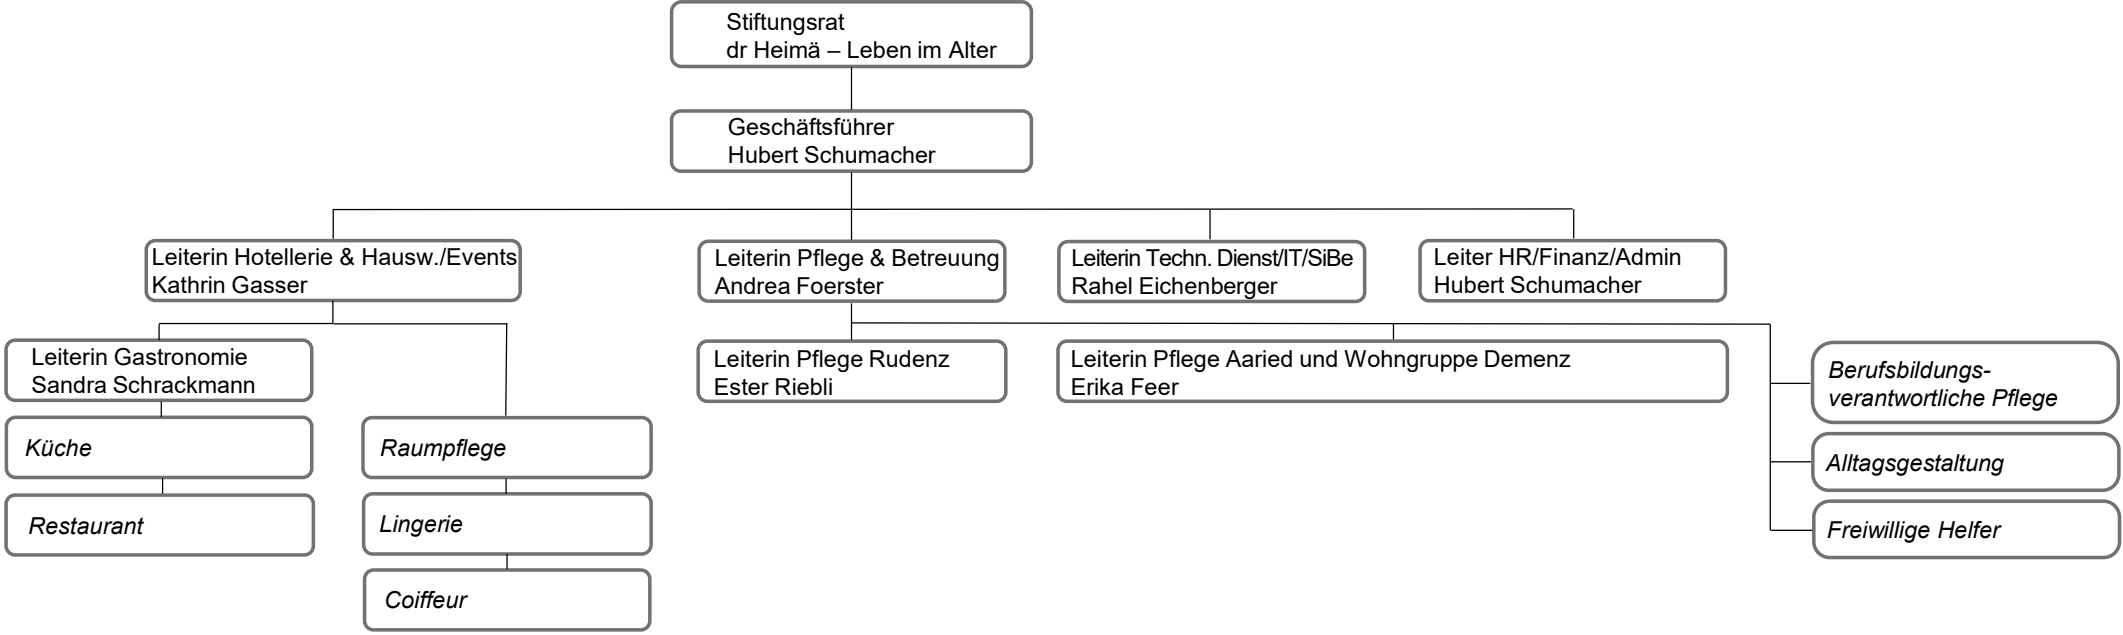 Stiftungsrat
dr Heimä – Leben im Alter
Geschäftsführer
Hubert Schumacher
Leiterin Hotellerie & Hausw./Events
Kathrin Gasser
Leiterin Pflege & Betreuung
Andrea Foerster
Leiterin Techn. Dienst/IT/SiBe
Rahel Eichenberger
Leiter HR/Finanz/Admin
Hubert Schumacher
Leiterin Gastronomie
Sandra Schrackmann
Leiterin Pflege Rudenz
Ester Riebli
Leiterin Pflege Aaried und Wohngruppe Demenz
Erika Feer
Berufsbildungs-
verantwortliche Pflege
Küche
Raumpflege
Alltagsgestaltung
Restaurant
Lingerie
Freiwillige Helfer
Coiffeur